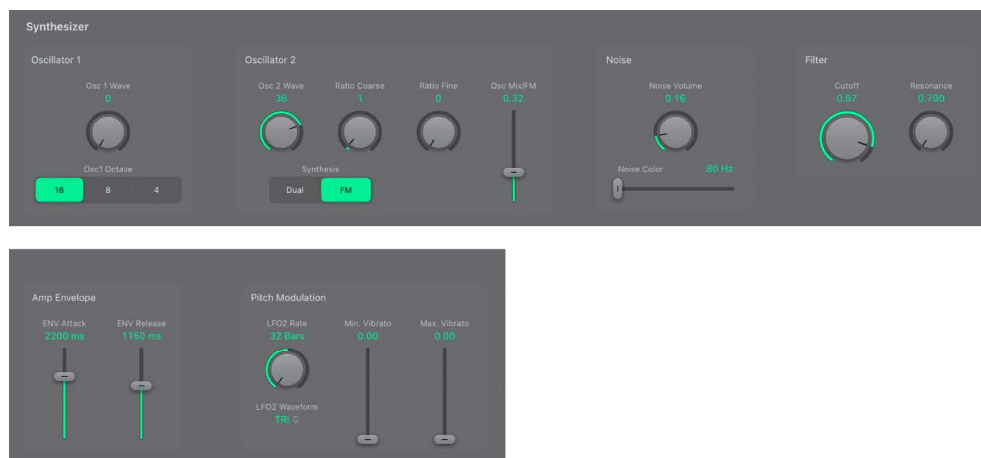 Synthesizer
Oscillator 1
Osc 1 Wave
0
Osc1 Octave
16 8 4
Oscillator 2
Osc 2 Wave Ratio Coarse Ratio Fine Osc Mix/FM
36 1 0 0.32
Synthesis
Dual FM
Noise
Noise Volume
0.16
Noise Color 80 Hz
Filter
Cutoff Resonance
0.87 0.700
Amp Envelope
ENV Attack ENV Release
2200 ms 1150 ms
Pitch Modulation
LFO2 Rate Min. Vibrato Max. Vibrato
32 Bars 0.00 0.00
LFO2 Waveform
TRI